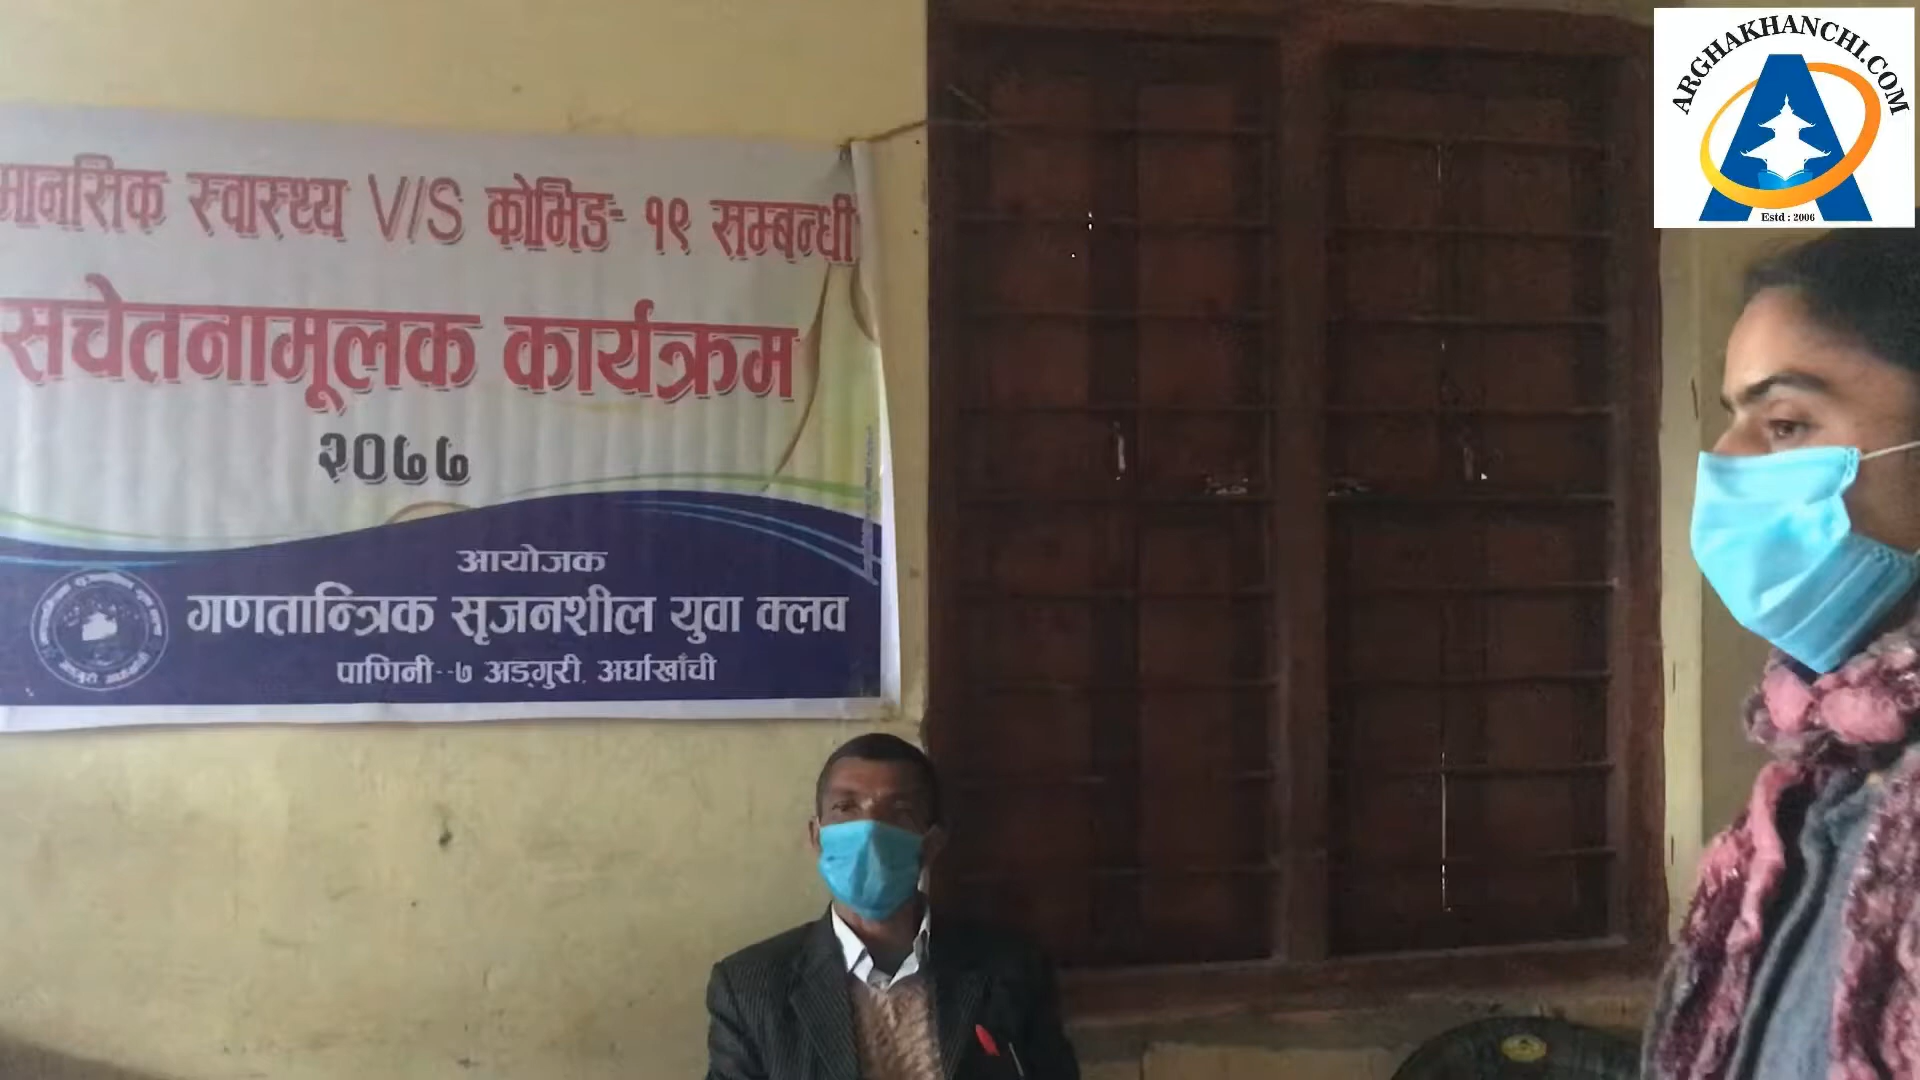 मानसिक स्वास्थ्य V/S कोभिड- १९ सम्बन्धी
सचेतनामूलक कार्यक्रम
२०७७
आयोजक
गणतान्त्रिक सृजनशील युवा क्लव
पाणिनी--७ अड्गुरी, अर्घाखाँची
ARGHAKHANCHI.COM
Estd : 2006